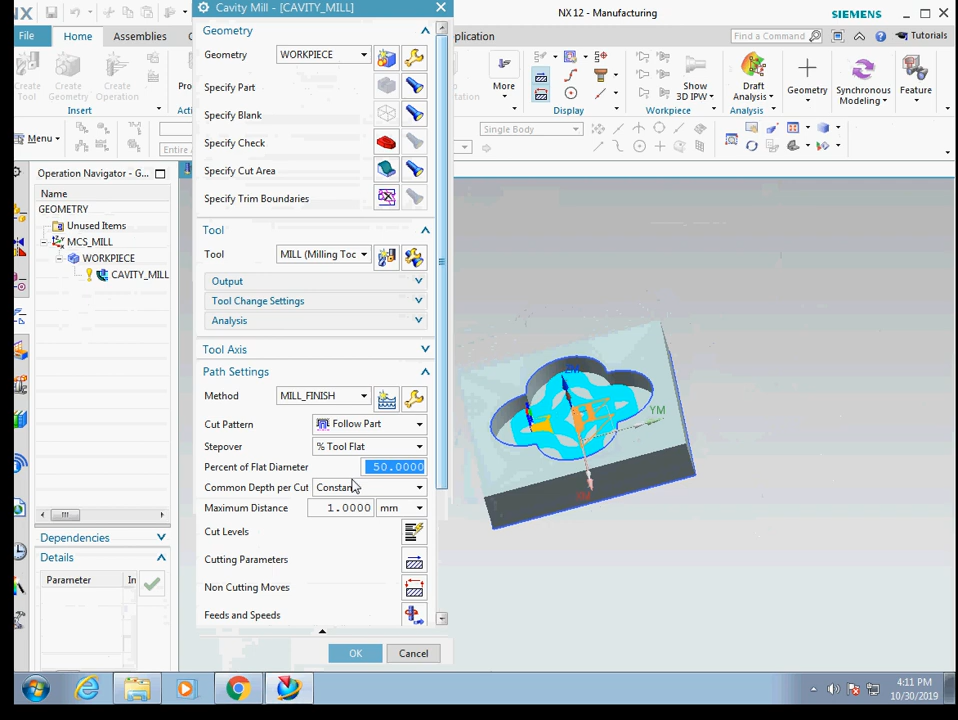 Cavity Mill - [CAVITY_MILL]
NX 12 - Manufacturing
SIEMENS
File
Home
Assemblies
plication
Find a Command
Tutorials
Create Tool
Create Geometry
Create Operation
Insert
More
Display
Show 3D IPW
Workpiece
Draft Analysis
Analysis
Geometry
Synchronous Modeling
Feature
Menu
Entire
Single Body
Operation Navigator - G...
Name
GEOMETRY
Unused Items
MCS_MILL
WORKPIECE
CAVITY_MILL
Dependencies
Details
Parameter
In
Geometry
Geometry
WORKPIECE
Specify Part
Specify Blank
Specify Check
Specify Cut Area
Specify Trim Boundaries
Tool
Tool
MILL (Milling Toc
Output
Tool Change Settings
Analysis
Tool Axis
Path Settings
Method
MILL_FINISH
Cut Pattern
Follow Part
Stepover
% Tool Flat
Percent of Flat Diameter
50.0000
Common Depth per Cut
Constant
Maximum Distance
1.0000
mm
Cut Levels
Cutting Parameters
Non Cutting Moves
Feeds and Speeds
OK
Cancel
YM
XM
4:11 PM
10/30/2019